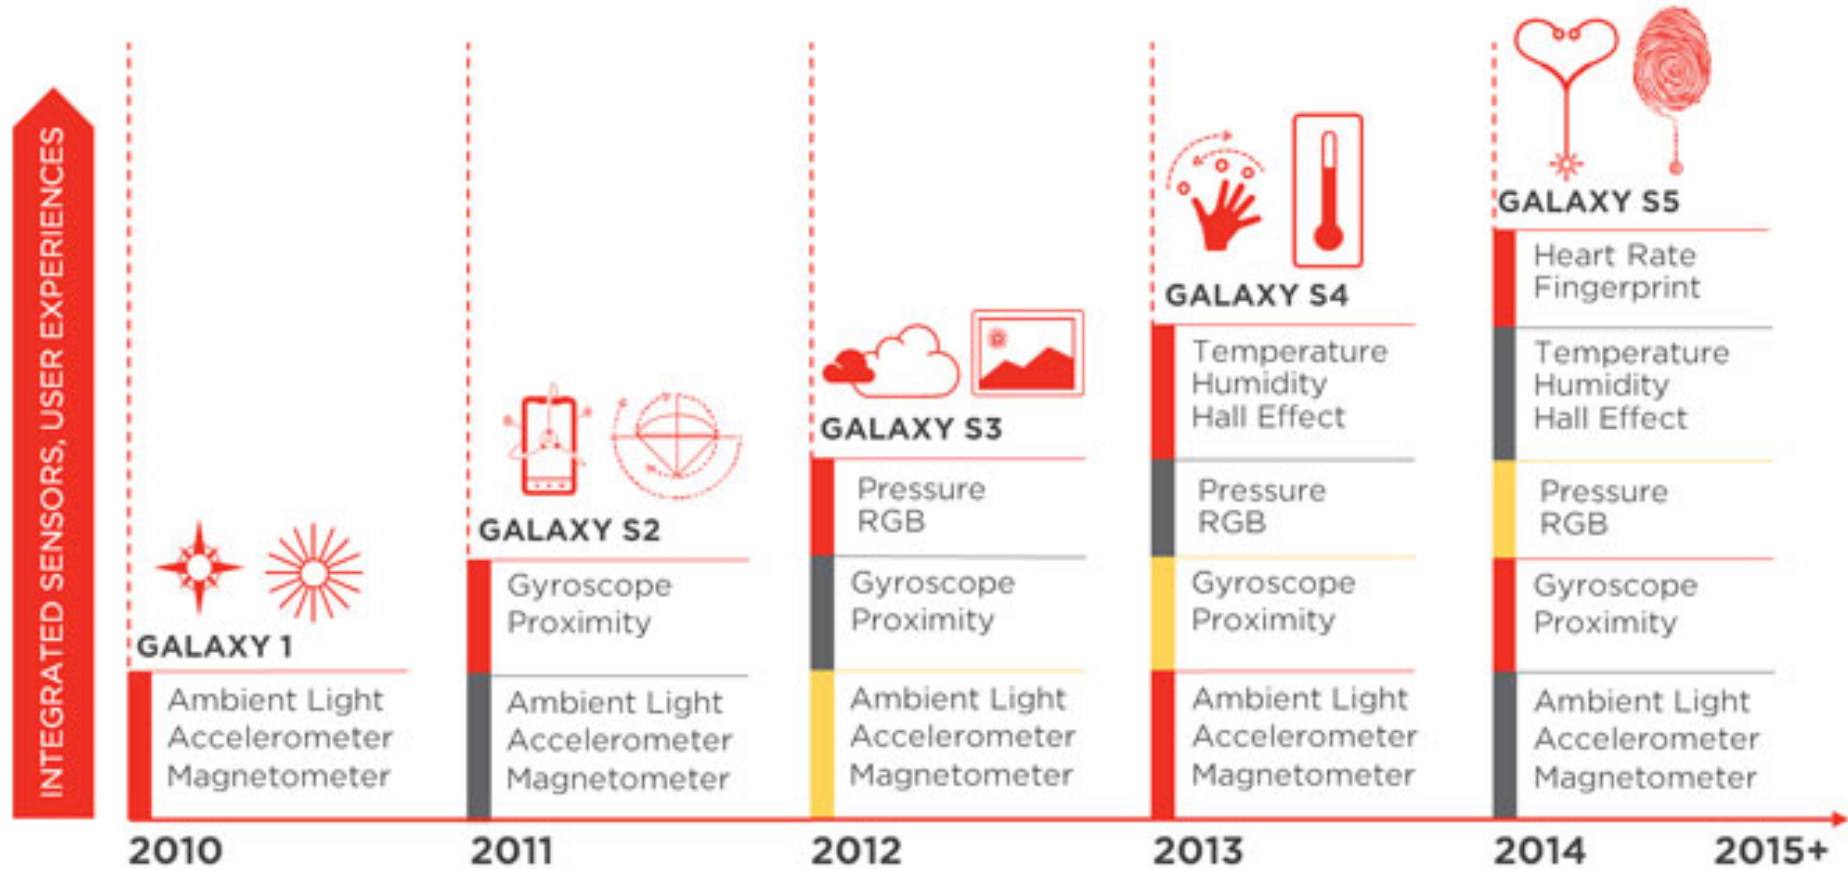 INTEGRATED SENSORS, USER EXPERIENCES
GALAXY 1
Ambient Light
Accelerometer
Magnetometer
2010
GALAXY S2
Gyroscope
Proximity
Ambient Light
Accelerometer
Magnetometer
2011
GALAXY S3
Pressure
RGB
Gyroscope
Proximity
Ambient Light
Accelerometer
Magnetometer
2012
GALAXY S4
Temperature
Humidity
Hall Effect
Pressure
RGB
Gyroscope
Proximity
Ambient Light
Accelerometer
Magnetometer
2013
GALAXY S5
Heart Rate
Fingerprint
Temperature
Humidity
Hall Effect
Pressure
RGB
Gyroscope
Proximity
Ambient Light
Accelerometer
Magnetometer
2014
2015+